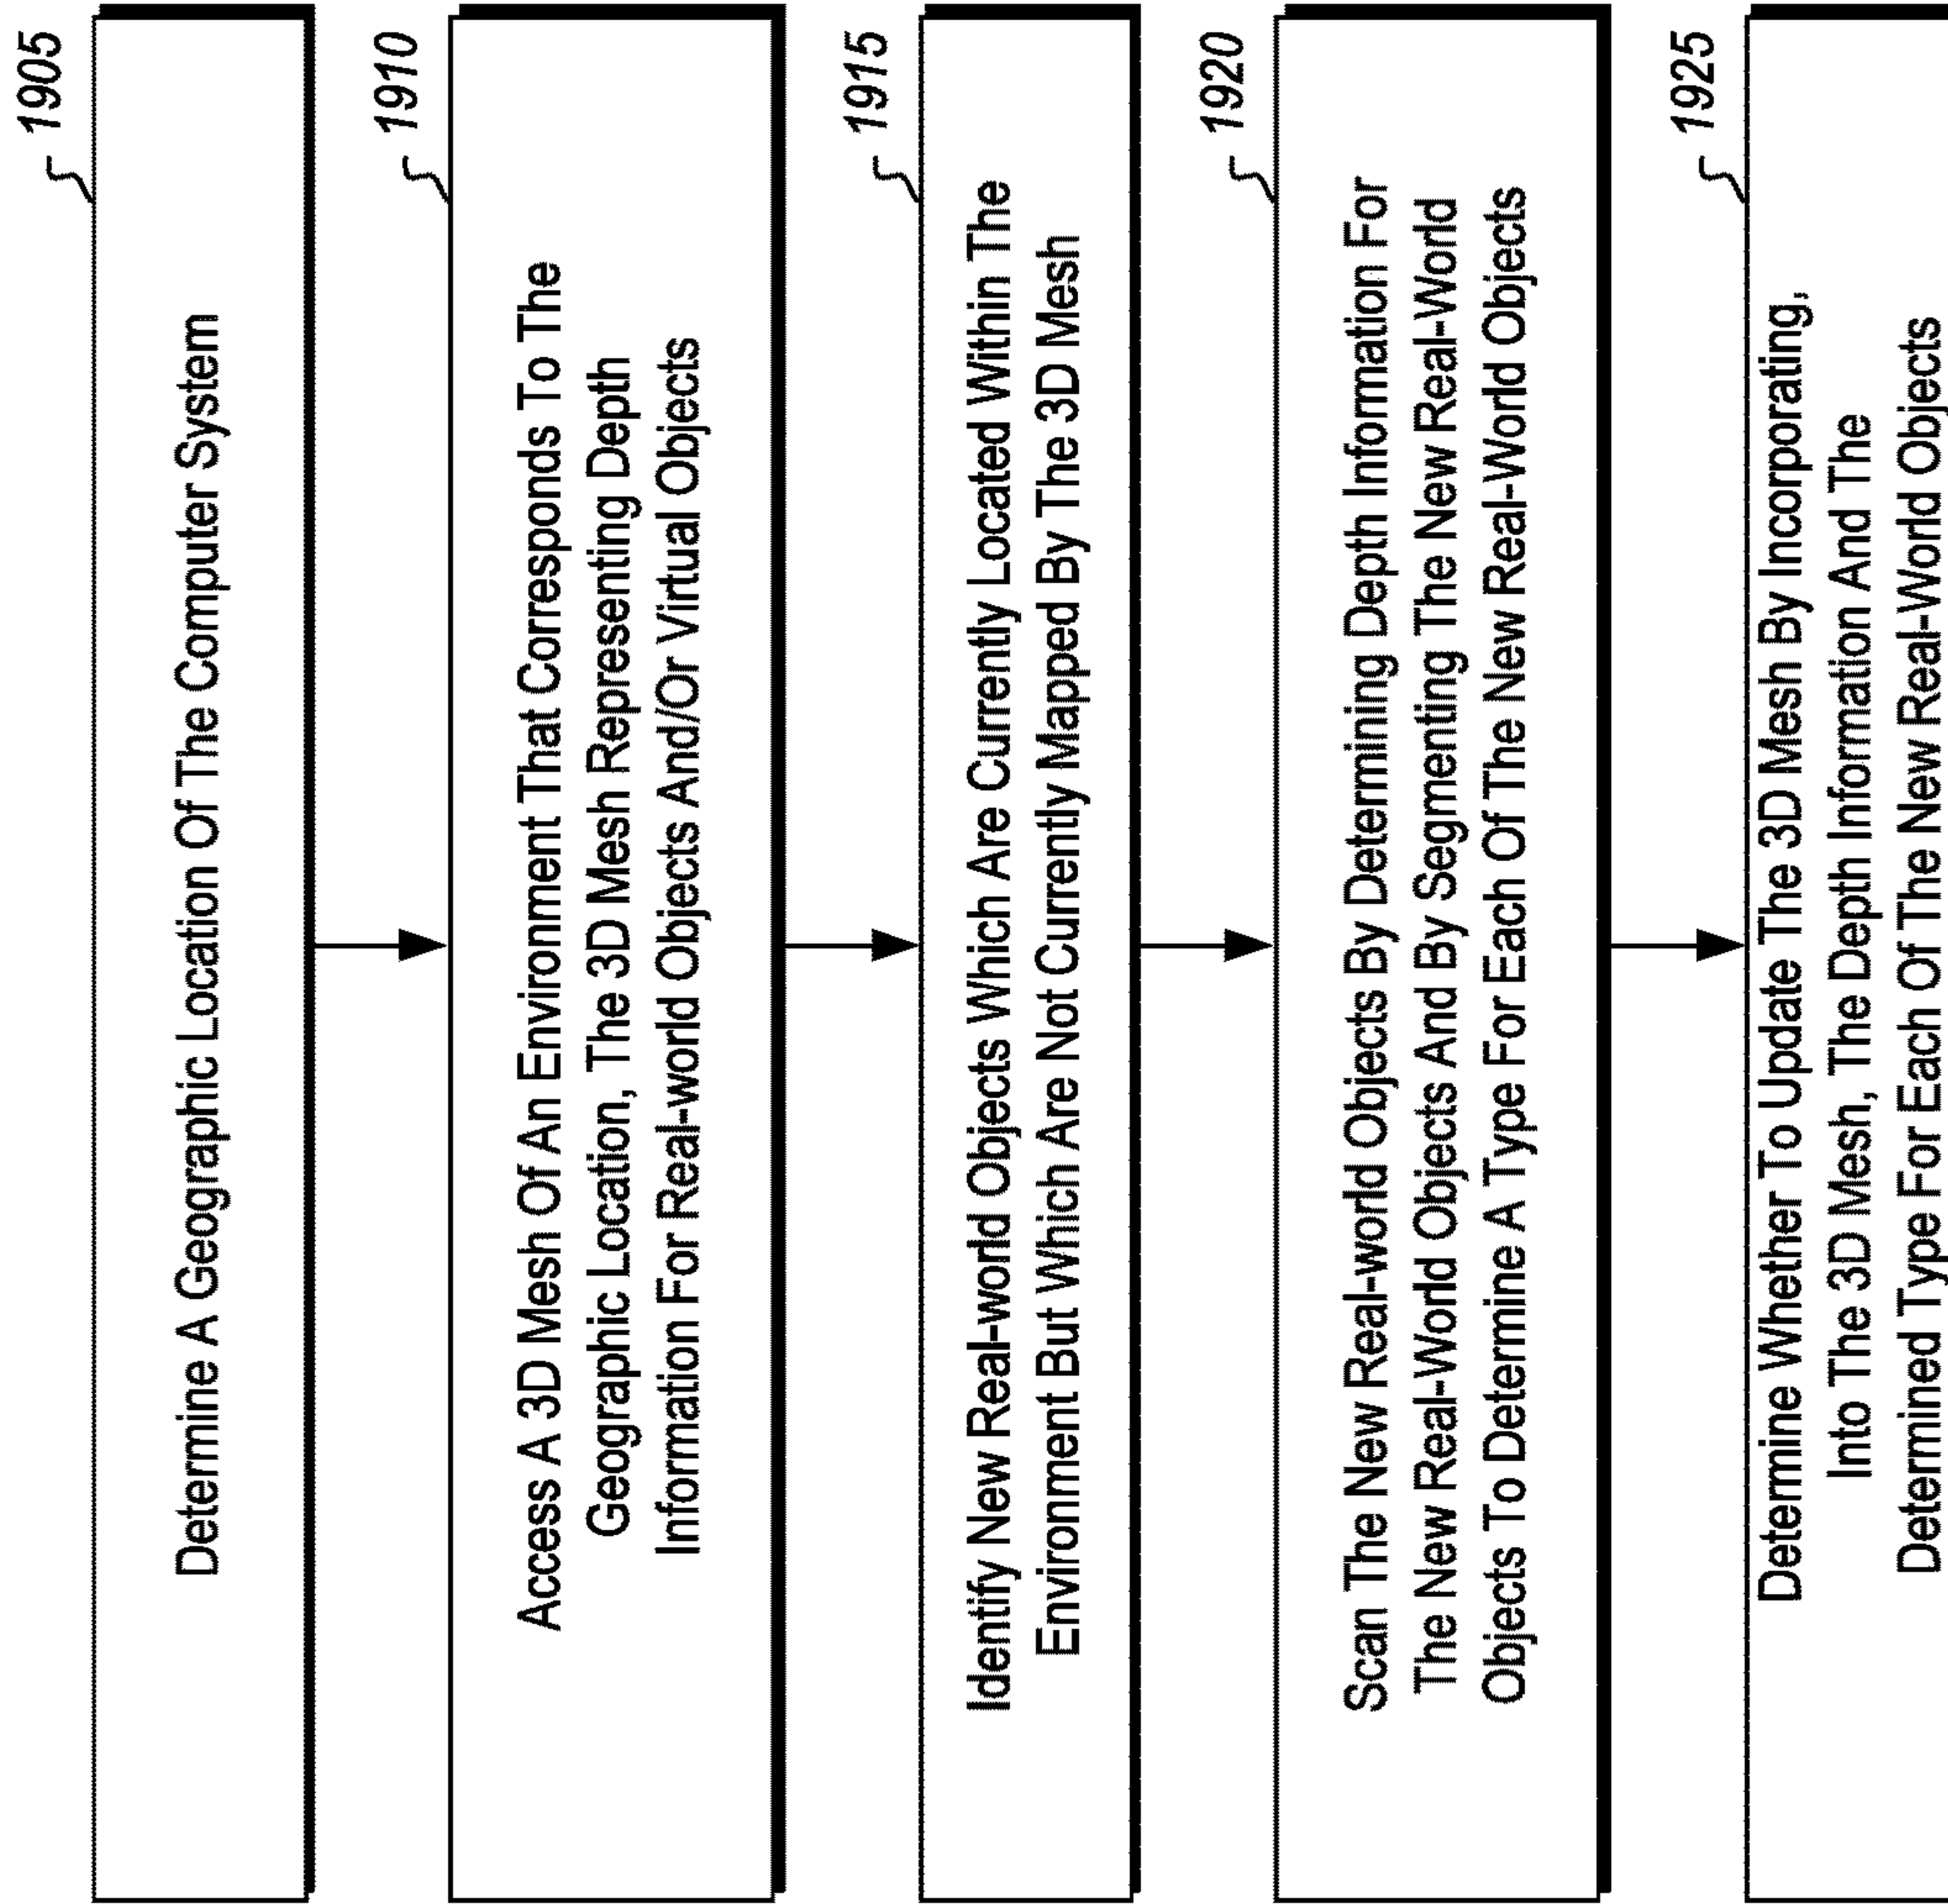 1905
Determine A Geographic Location Of The Computer System
1910
Access A 3D Mesh Of An Environment That Corresponds To The
Geographic Location, The 3D Mesh Representing Depth
Information For Real-world Objects And/Or Virtual Objects
1915
Identify New Real-world Objects Which Are Currently Located Within The
Environment But Which Are Not Currently Mapped By The 3D Mesh
1920
Scan The New Real-world Objects By Determining Depth Information For
The New Real-World Objects And By Segmenting The New Real-World
Objects To Determine A Type For Each Of The New Real-World Objects
1925
Determine Whether To Update The 3D Mesh By Incorporating,
Into The 3D Mesh, The Depth Information And The
Determined Type For Each Of The New Real-World Objects